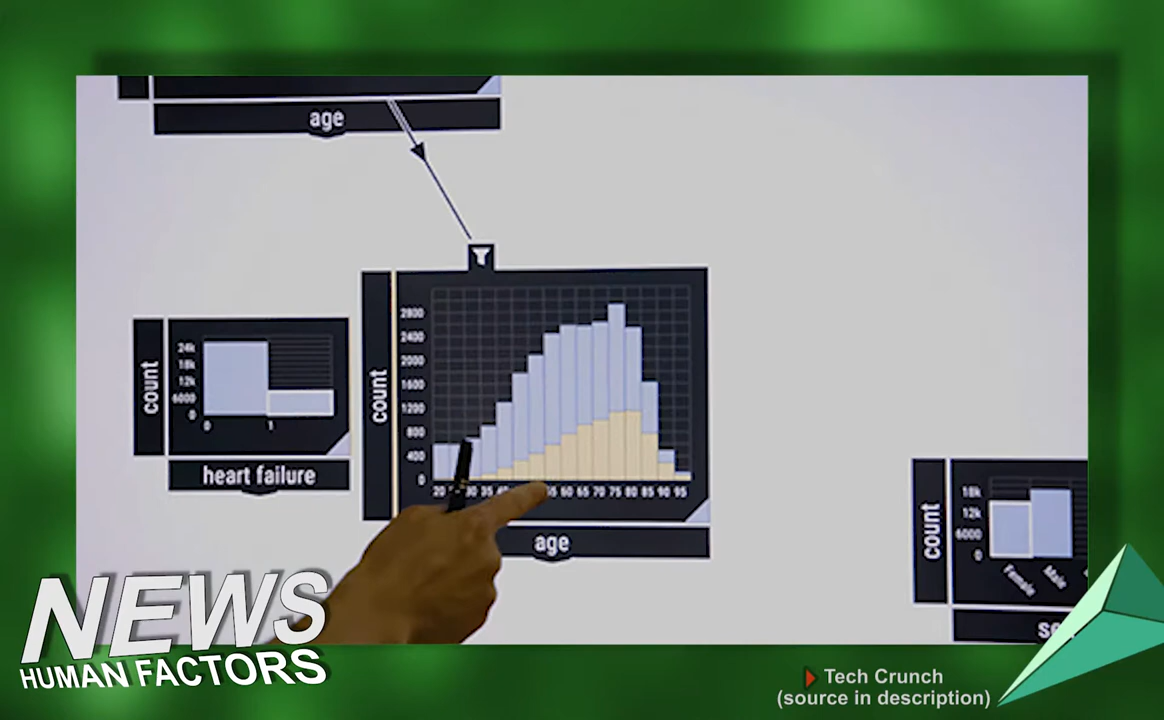 age
count
24k
18k
12k
6000
0
0 1
heart failure
count
2800
2400
2000
1600
1200
800
400
0
20 30 35 55 60 65 70 75 80 85 90 95
age
count
18k
12k
6000
0
Female Male
NEWS
HUMAN FACTORS
Tech Crunch
(source in description)